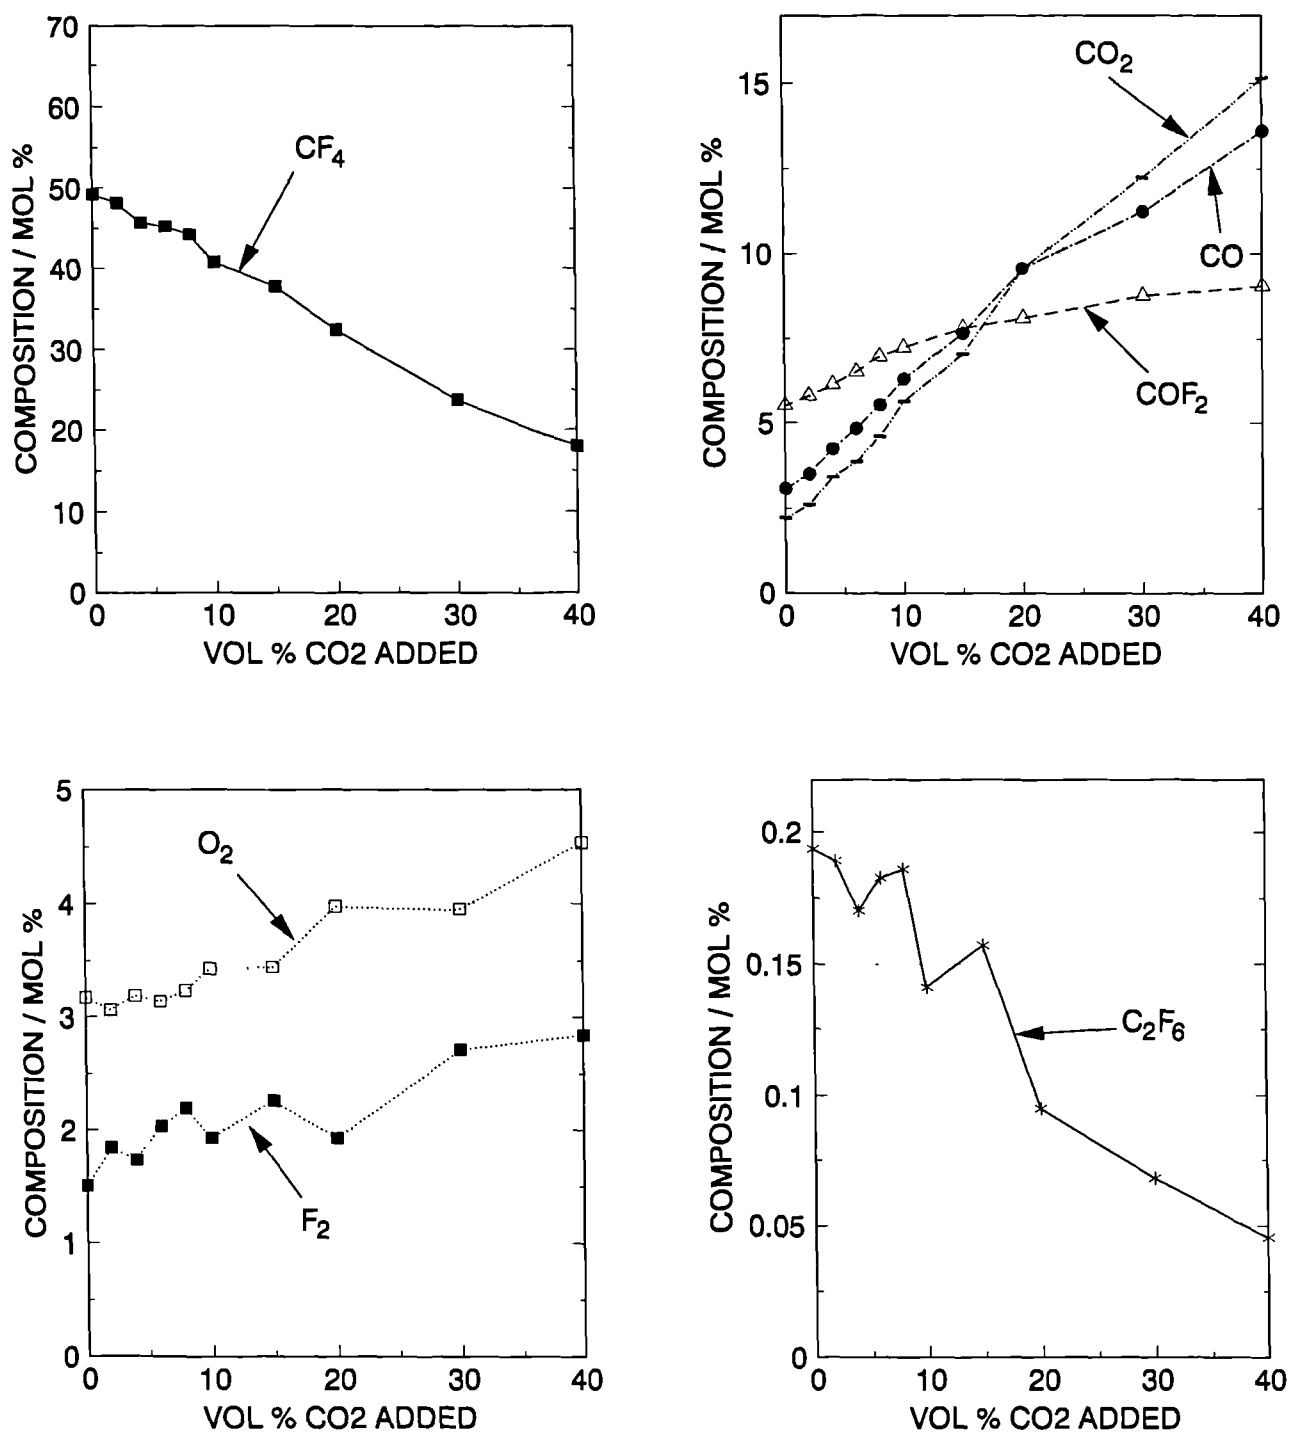 70
60
50
40
30
20
10
0
COMPOSITION / MOL %
CF4
0 10 20 30 40
VOL % CO2 ADDED
15
10
5
0
COMPOSITION / MOL %
CO2
CO
COF2
0 10 20 30 40
VOL % CO2 ADDED
5
4
3
2
1
0
COMPOSITION / MOL %
O2
F2
0 10 20 30 40
VOL % CO2 ADDED
0.2
0.15
0.1
0.05
0
COMPOSITION / MOL %
C2F6
0 10 20 30 40
VOL % CO2 ADDED